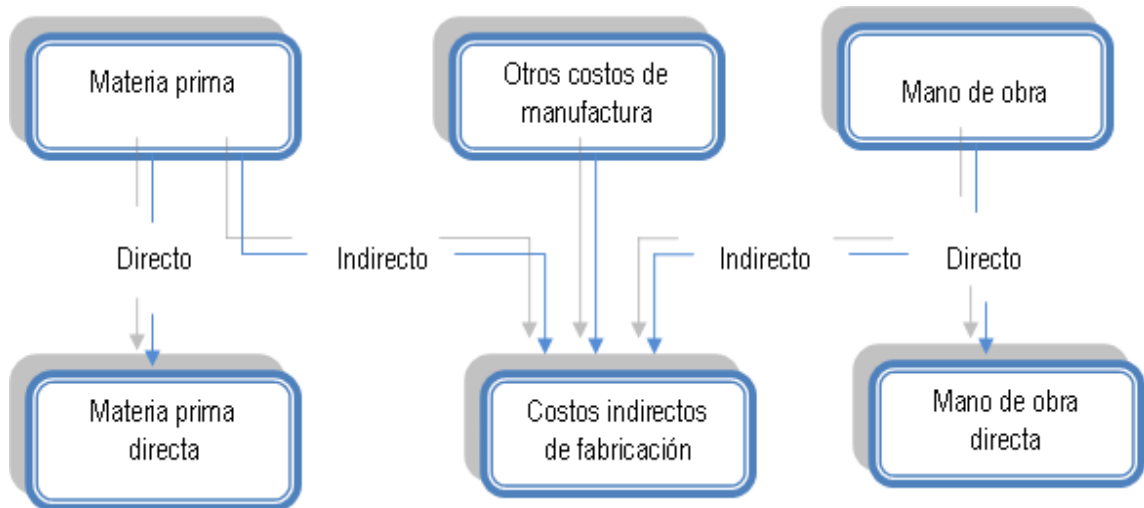 Materia prima
Otros costos de
manufactura
Mano de obra
Directo
Indirecto
Indirecto
Directo
Materia prima
directa
Costos indirectos
de fabricación
Mano de obra
directa